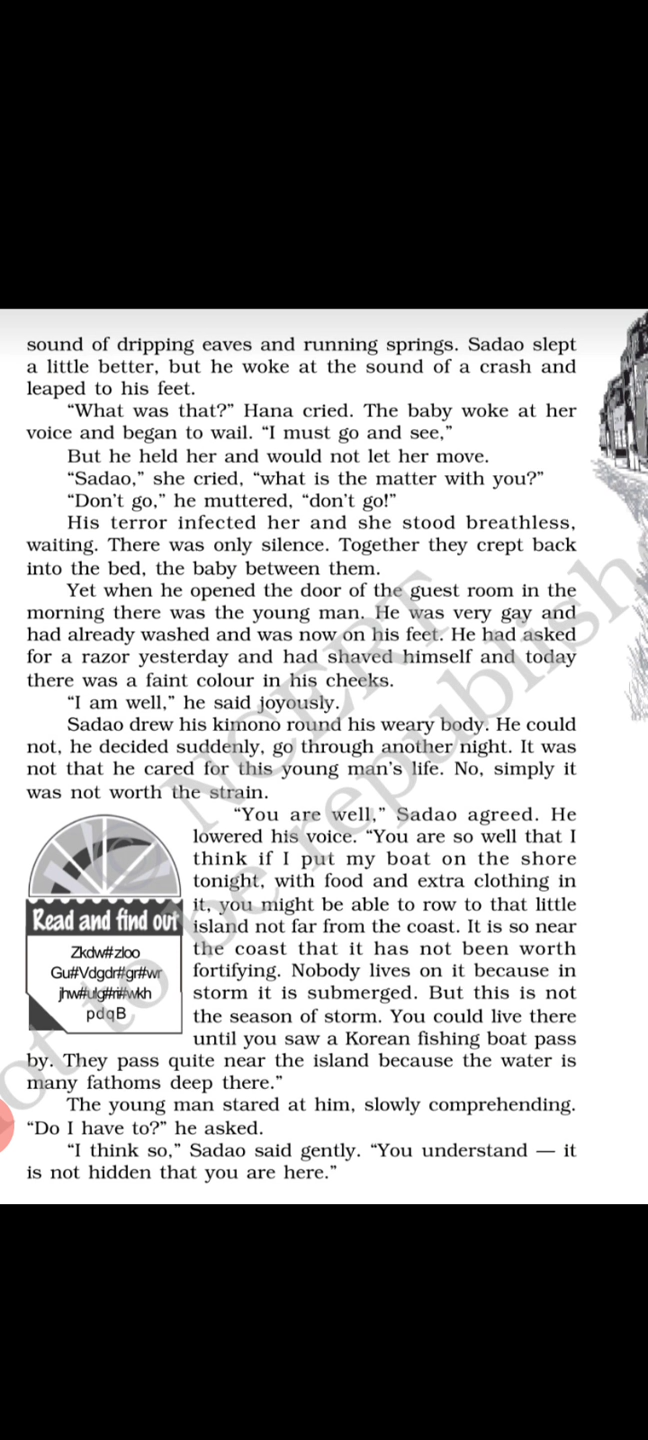 sound of dripping eaves and running springs. Sadao slept
a little better, but he woke at the sound of a crash and
leaped to his feet.
“What was that?” Hana cried. The baby woke at her
voice and began to wail. “I must go and see,”
But he held her and would not let her move.
“Sadao,” she cried, “what is the matter with you?”
“Don’t go,” he muttered, “don’t go!”
His terror infected her and she stood breathless,
waiting. There was only silence. Together they crept back
into the bed, the baby between them.
Yet when he opened the door of the guest room in the
morning there was the young man. He was very gay and
had already washed and was now on his feet. He had asked
for a razor yesterday and had shaved himself and today
there was a faint colour in his cheeks.
“I am well,” he said joyously.
Sadao drew his kimono round his weary body. He could
not, he decided suddenly, go through another night. It was
not that he cared for this young man’s life. No, simply it
was not worth the strain.
“You are well,” Sadao agreed. He
lowered his voice. “You are so well that I
think if I put my boat on the shore
tonight, with food and extra clothing in
it, you might be able to row to that little
island not far from the coast. It is so near
the coast that it has not been worth
fortifying. Nobody lives on it because in
storm it is submerged. But this is not
the season of storm. You could live there
until you saw a Korean fishing boat pass
by. They pass quite near the island because the water is
many fathoms deep there.”
The young man stared at him, slowly comprehending.
“Do I have to?” he asked.
“I think so,” Sadao said gently. “You understand — it
is not hidden that you are here.”
Read and find out
Zkdw#zloo
Gu#Vdgdr#gr#wr
jhw#ulg#ri#wkh
pdqB
© NCERT
not to be republished